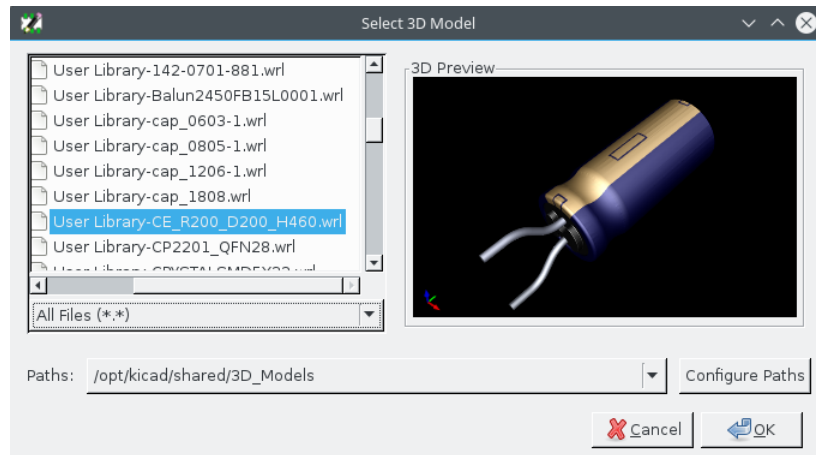 Select 3D Model
User Library-142-0701-881.wrl
User Library-Balun2450FB15L0001.wrl
User Library-cap_0603-1.wrl
User Library-cap_0805-1.wrl
User Library-cap_1206-1.wrl
User Library-cap_1808.wrl
User Library-CE_R200_D200_H460.wrl
User Library-CP2201_QFN28.wrl
All Files (*.*)
3D Preview
Paths: /opt/kicad/shared/3D_Models
Configure Paths
Cancel
OK